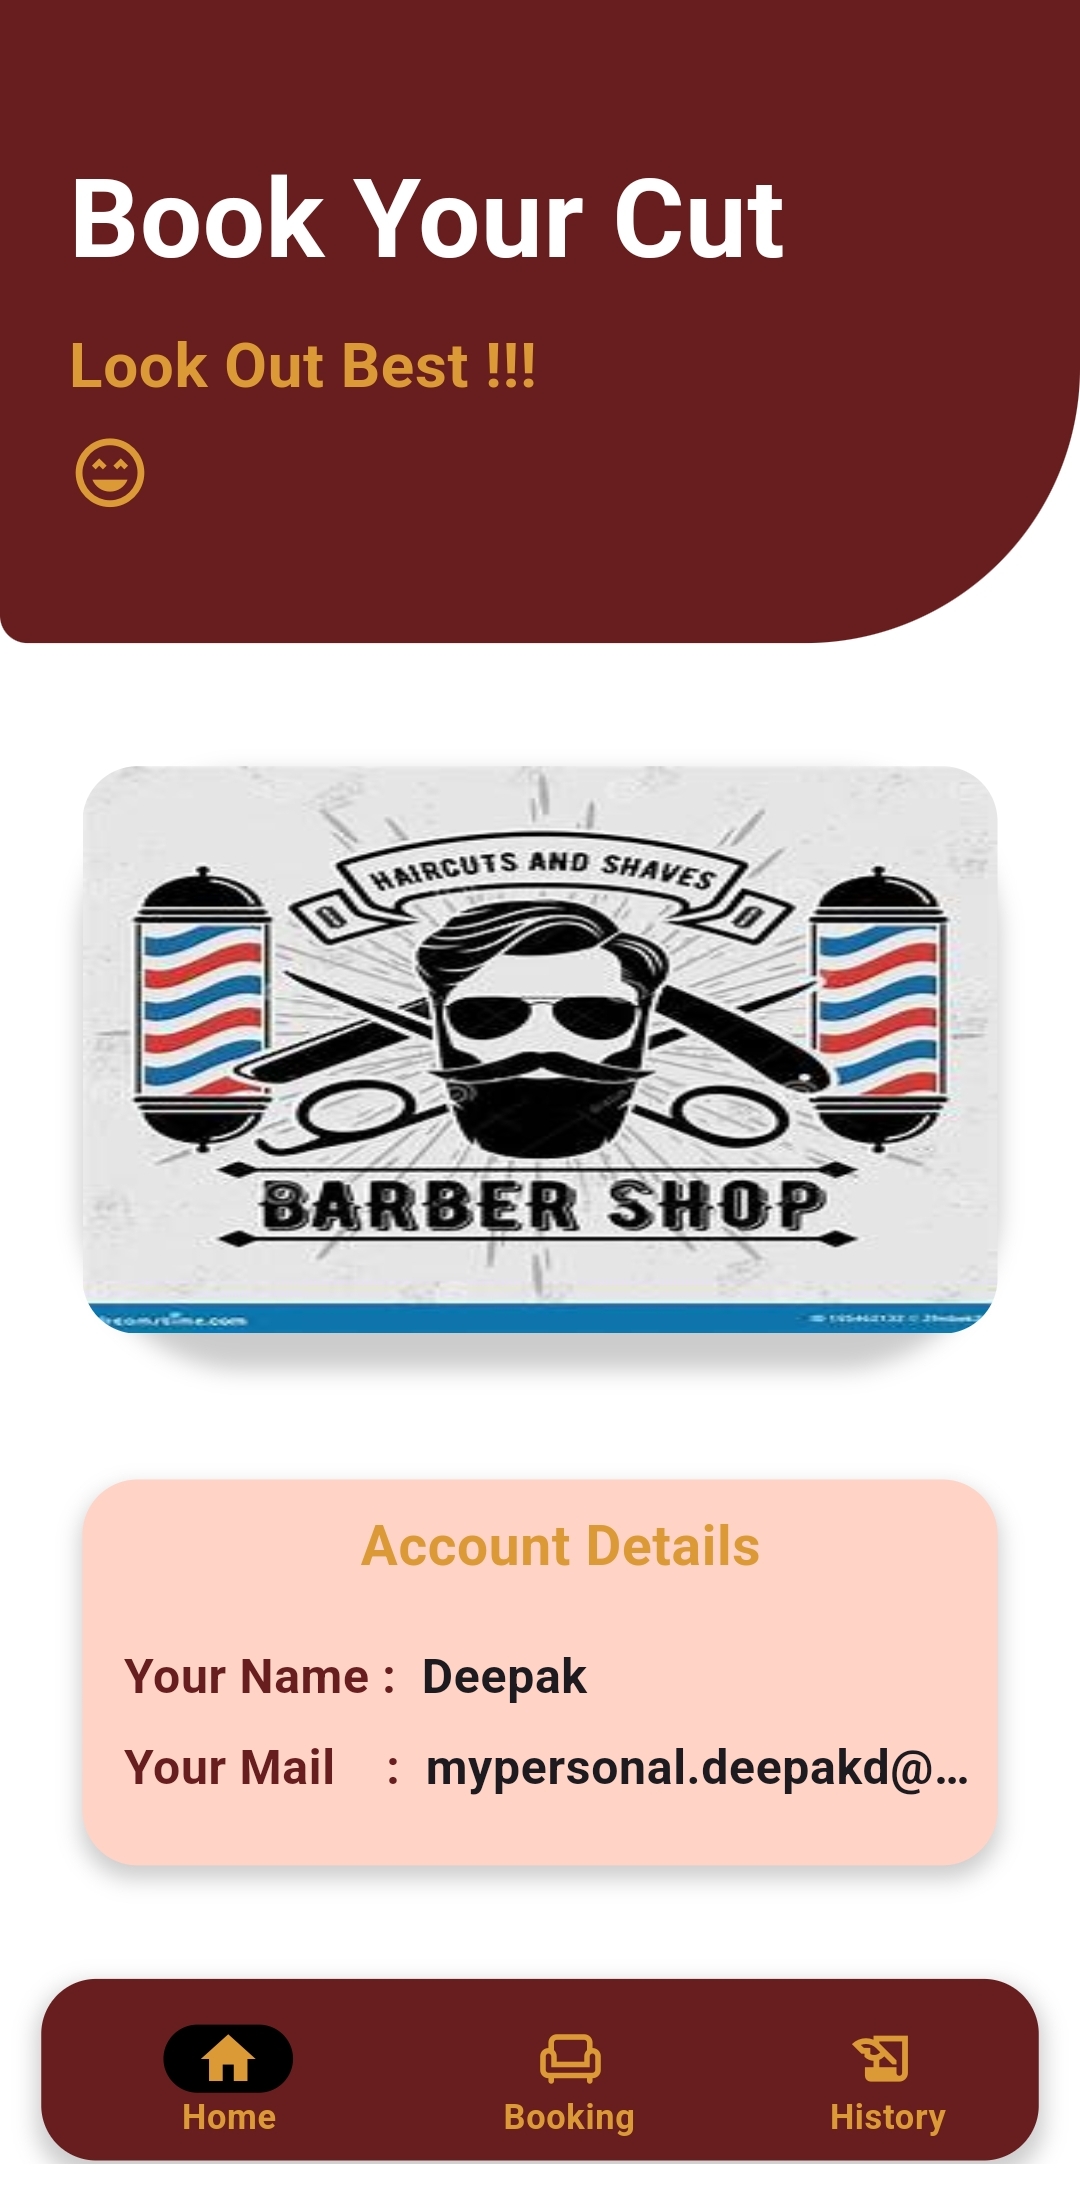 Book Your Cut
Look Out Best !!!
HAIRCUTS AND SHAVES
BARBER SHOP
Account Details
Your Name : Deepak
Your Mail : mypersonal.deepakd@…
Home
Booking
History